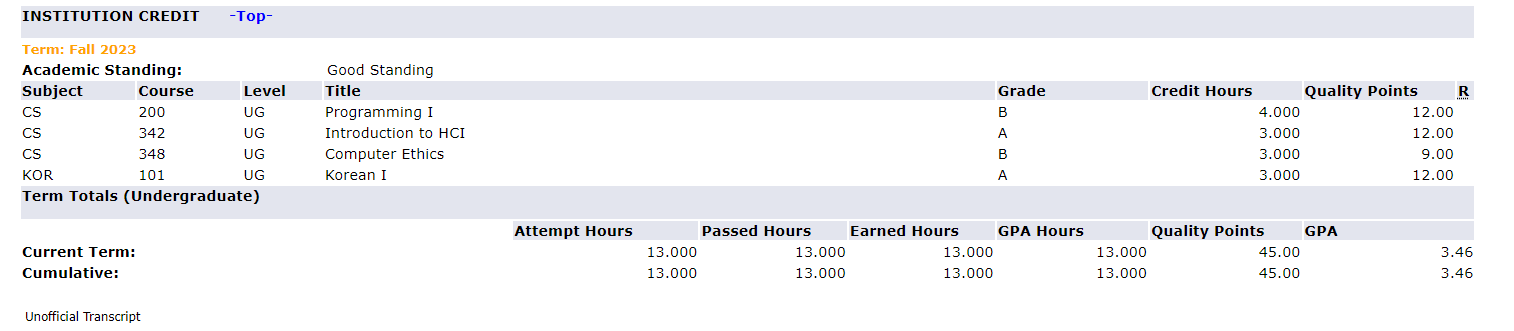 INSTITUTION CREDIT -Top-
Term: Fall 2023
Academic Standing: Good Standing
Subject Course Level Title Grade Credit Hours Quality Points R
CS 200 UG Programming I B 4.000 12.00
CS 342 UG Introduction to HCI A 3.000 12.00
CS 348 UG Computer Ethics B 3.000 9.00
KOR 101 UG Korean I A 3.000 12.00
Term Totals (Undergraduate)
Attempt Hours Passed Hours Earned Hours GPA Hours Quality Points GPA
Current Term: 13.000 13.000 13.000 13.000 45.00 3.46
Cumulative: 13.000 13.000 13.000 13.000 45.00 3.46
Unofficial Transcript